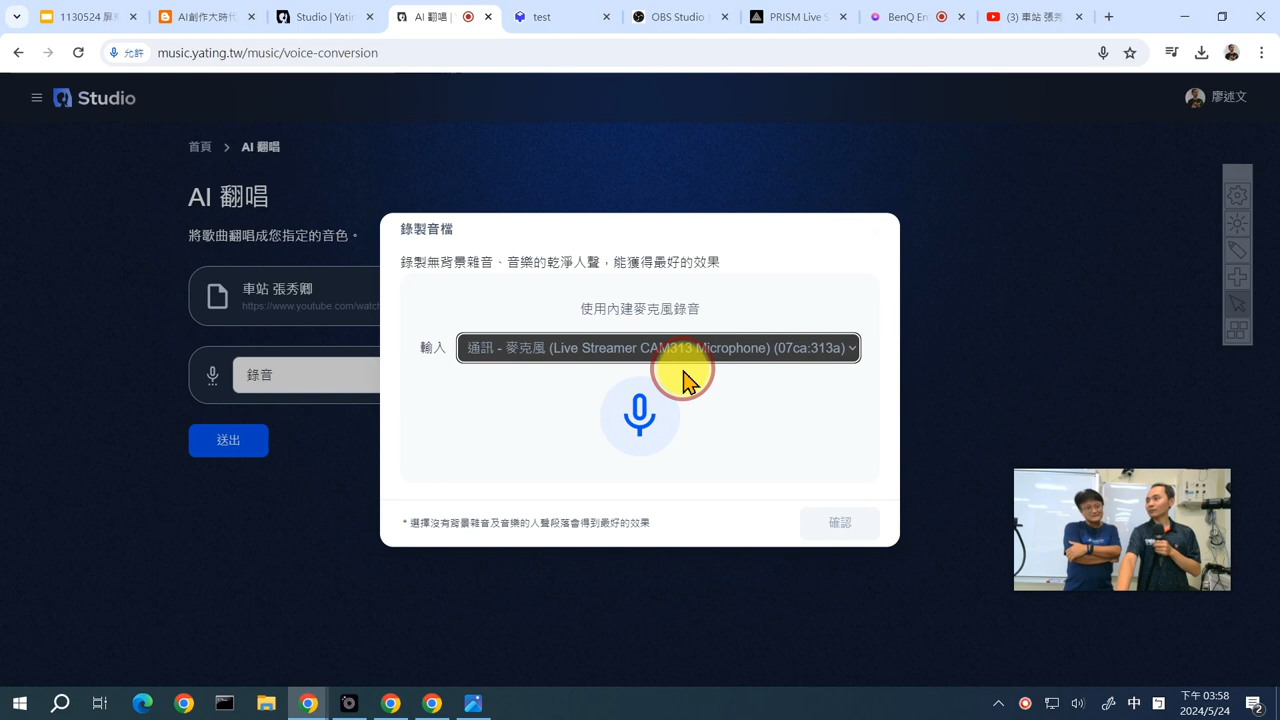 1130524 屏
AI創作大時代
Studio | Yatin
AI 翻唱 | Y
test
OBS Studio
PRISM Live S
BenQ En
(3) 車站 張秀
允許
music.yating.tw/music/voice-conversion
Studio
廖述文
首頁 > AI 翻唱
AI 翻唱
將歌曲翻唱成您指定的音色。
車站 張秀卿
https://www.youtube.com/watc
錄音
送出
錄製音檔
錄製無背景雜音、音樂的乾淨人聲，能獲得最好的效果
使用內建麥克風錄音
輸入
通訊 - 麥克風 (Live Streamer CAM313 Microphone) (07ca:313a)
* 選擇沒有背景雜音及音樂的人聲段落會得到最好的效果
確認
中
下午 03:58
2024/5/24
2